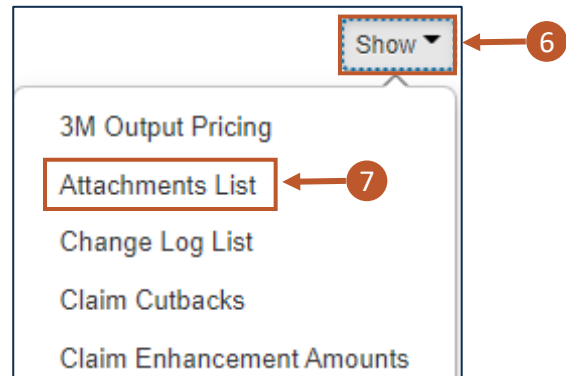 Show
6
3M Output Pricing
Attachments List
7
Change Log List
Claim Cutbacks
Claim Enhancement Amounts